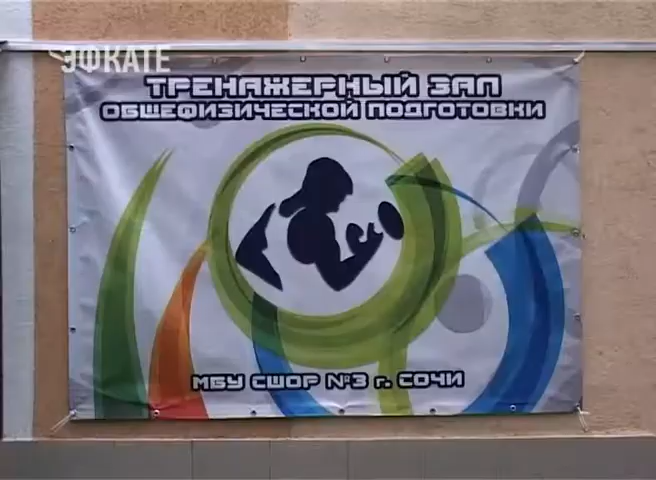 ЭФКАТЕ
ТРЕНАЖЕРНЫЙ ЗАЛ
ОБЩЕФИЗИЧЕСКОЙ ПОДГОТОВКИ
МБУ СШОР №3 г. СОЧИ